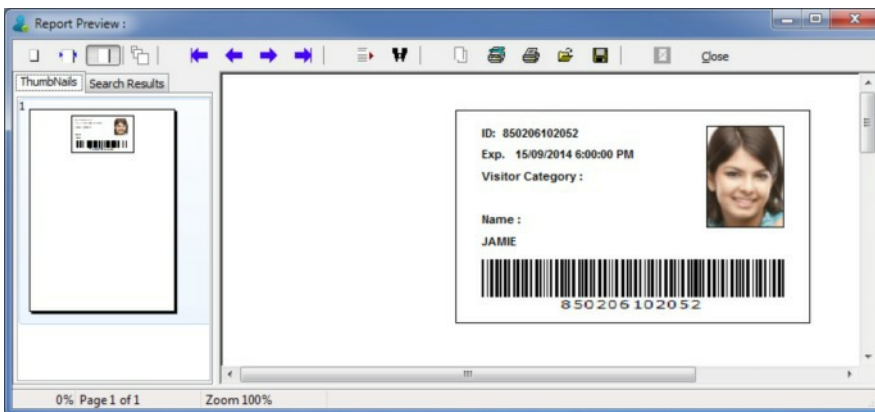 Report Preview :
Close
ThumbNails Search Results
1
ID: 850206102052
Exp. 15/09/2014 6:00:00 PM
Visitor Category :
Name :
JAMIE
850206102052
0% Page 1 of 1 Zoom 100%